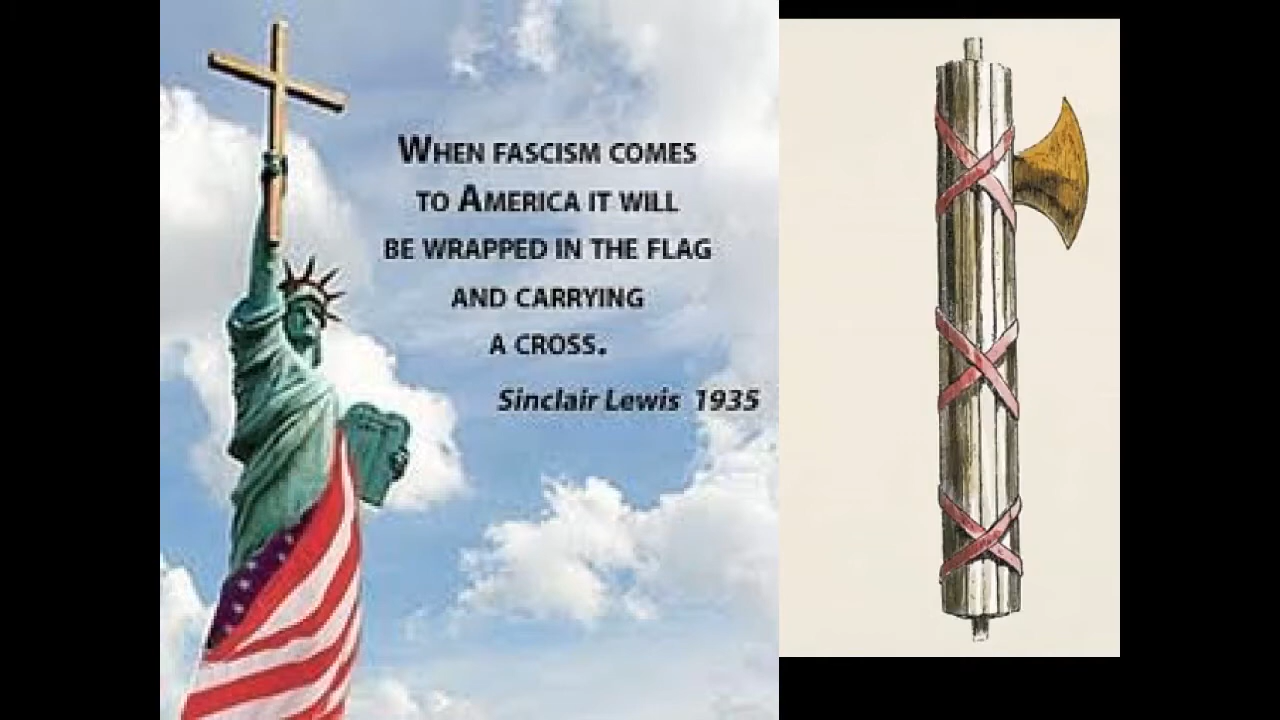 When fascism comes
to America it will
be wrapped in the flag
and carrying
a cross.
Sinclair Lewis 1935